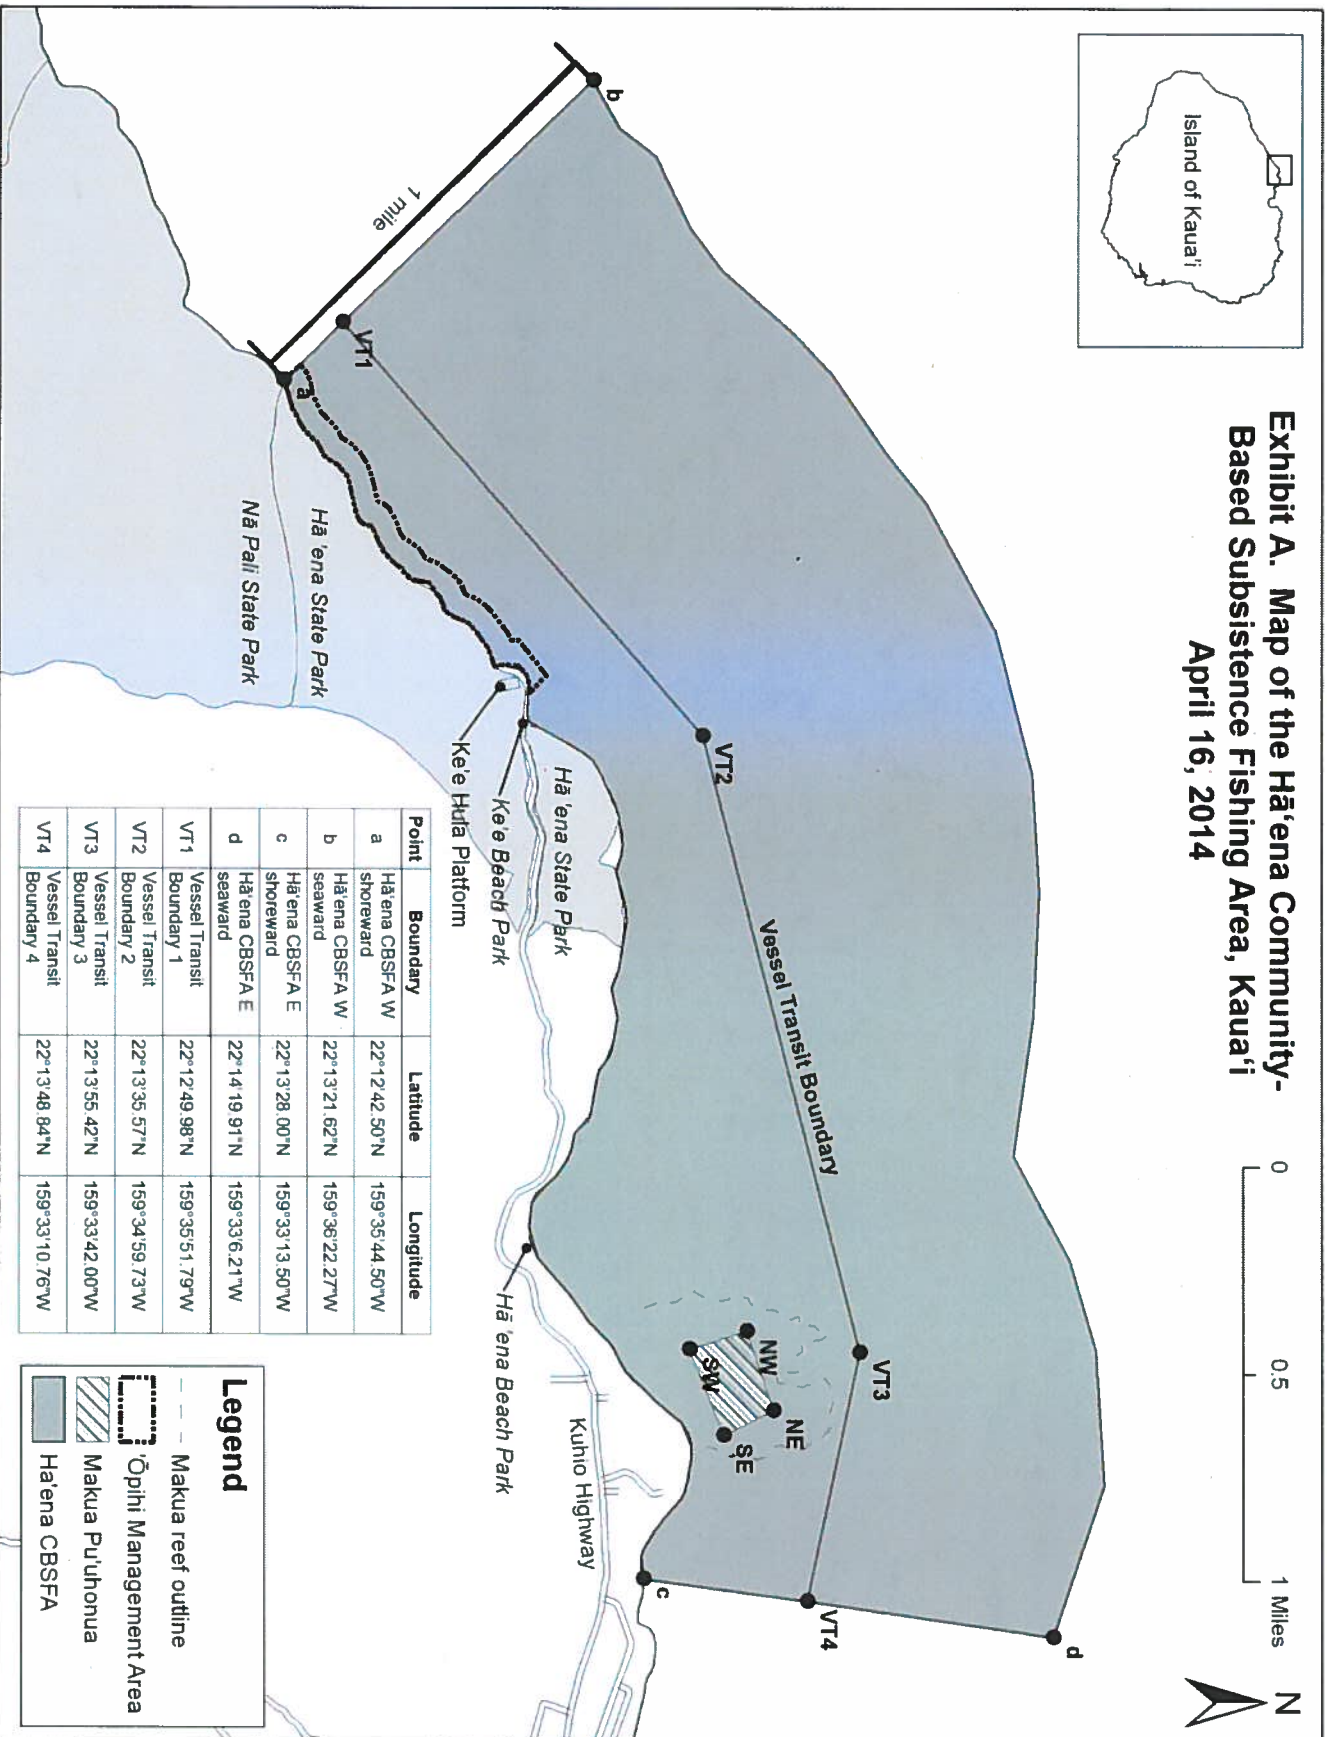 Exhibit A.  Map of the Hā'ena Community-
Based Subsistence Fishing Area, Kaua'i
April 16, 2014
Island of Kaua'i
0 0.5 1 Miles
N
b
1 mile
VT1
a
VT2
Vessel Transit Boundary
VT3
VT4
d
c
NW
NE
SW
SE
Hā 'ena State Park
Nā Pali State Park
Ke'e Hula Platform
Ke'e Beach Park
Hā 'ena State Park
Hā 'ena Beach Park
Kuhio Highway
Point Boundary Latitude Longitude
a Hā'ena CBSFA W shoreward 22°12'42.50"N 159°35'44.50"W
b Hā'ena CBSFA W seaward 22°13'21.62"N 159°36'22.27"W
c Hā'ena CBSFA E shoreward 22°13'28.00"N 159°33'13.50"W
d Hā'ena CBSFA E seaward 22°14'19.91"N 159°33'6.21"W
VT1 Vessel Transit Boundary 1 22°12'49.98"N 159°35'51.79"W
VT2 Vessel Transit Boundary 2 22°13'35.57"N 159°34'59.73"W
VT3 Vessel Transit Boundary 3 22°13'55.42"N 159°33'42.00"W
VT4 Vessel Transit Boundary 4 22°13'48.84"N 159°33'10.76"W
Legend
Makua reef outline
'Ōpihi Management Area
Makua Pu'uhonua
Ha'ena CBSFA